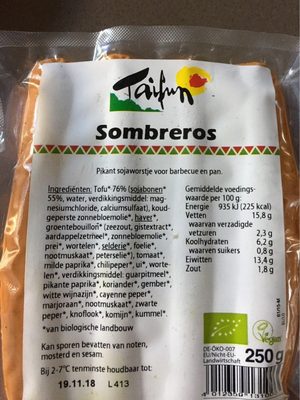 Taifun
Sombreros
Pikant sojaworstje voor barbecue en pan.
Ingrediënten: Tofu* 76% (sojabonen*
55%, water, verdikkingsmiddel: mag-
nesiumchloride, calciumsulfaat), koud-
geperste zonnebloemolie*, haver*,
groentebouillon* (zeezout, gistextract*,
aardappelzetmeel*, zonnebloemolie*,
prei*, wortelen*, selderie*, foelie*,
nootmuskaat*, peterselie*), tomaat*,
milde paprika*, chilipeper*, ui*, worte-
len*, verdikkingsmiddel: guarpitmeel*,
pikante paprika*, koriander*, gember*,
witte wijnazijn*, cayenne peper*,
marjoraan*, nootmuskaat*, zwarte
peper*, knoflook*, komijn*, kummel*.
*van biologische landbouw
Kan sporen bevatten van noten,
mosterd en sesam.
Bij 2-7°C tenminste houdbaar tot:
19.11.18 L413
Gemiddelde voedings-
waarde per 100 g:
Energie 935 kJ (225 kcal)
Vetten 15,8 g
waarvan verzadigde
vetzuren 2,3 g
Koolhydraten 6,2 g
waarvan suikers 0,8 g
Eiwitten 13,4 g
Zout 1,8 g
Vegan
DE-ÖKO-007
EU/Nicht-EU-
Landwirtschaft
250 g